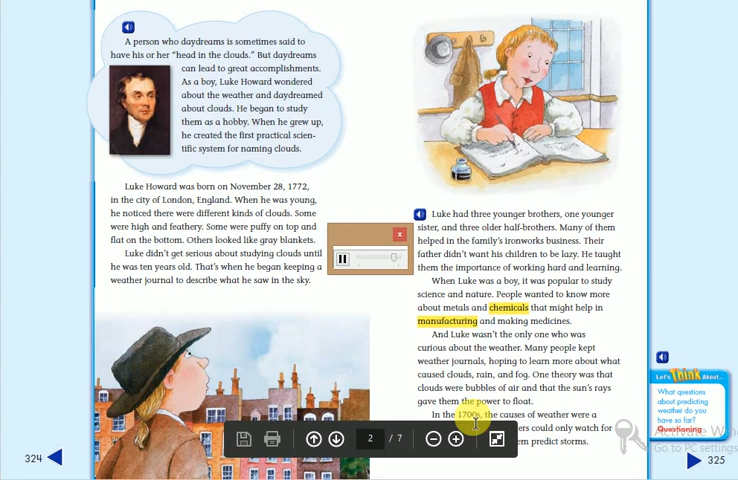 A person who daydreams is sometimes said to
have his or her “head in the clouds.” But daydreams
can lead to great accomplishments.
As a boy, Luke Howard wondered
about the weather and daydreamed
about clouds. He began to study
them as a hobby. When he grew up,
he created the first practical scien-
tific system for naming clouds.
Luke Howard was born on November 28, 1772,
in the city of London, England. When he was young,
he noticed there were different kinds of clouds. Some
were high and feathery. Some were puffy on top and
flat on the bottom. Others looked like gray blankets.
Luke didn’t get serious about studying clouds until
he was ten years old. That’s when he began keeping a
weather journal to describe what he saw in the sky.
324
Luke had three younger brothers, one younger
sister, and three older half-brothers. Many of them
helped in the family’s ironworks business. Their
father didn’t want his children to be lazy. He taught
them the importance of working hard and learning.
When Luke was a boy, it was popular to study
science and nature. People wanted to know more
about metals and chemicals that might help in
manufacturing and making medicines.
And Luke wasn’t the only one who was
curious about the weather. Many people kept
weather journals, hoping to learn more about what
caused clouds, rain, and fog. One theory was that
clouds were bubbles of air and that the sun’s rays
gave them the power to float.
In the 1700s, the causes of weather were a
ers could only watch for
em predict storms.
x
2 / 7
Let's Think About...
What questions
about predicting
weather do you
have so far?
Questioning
Activate Win
Go to PC settings
325